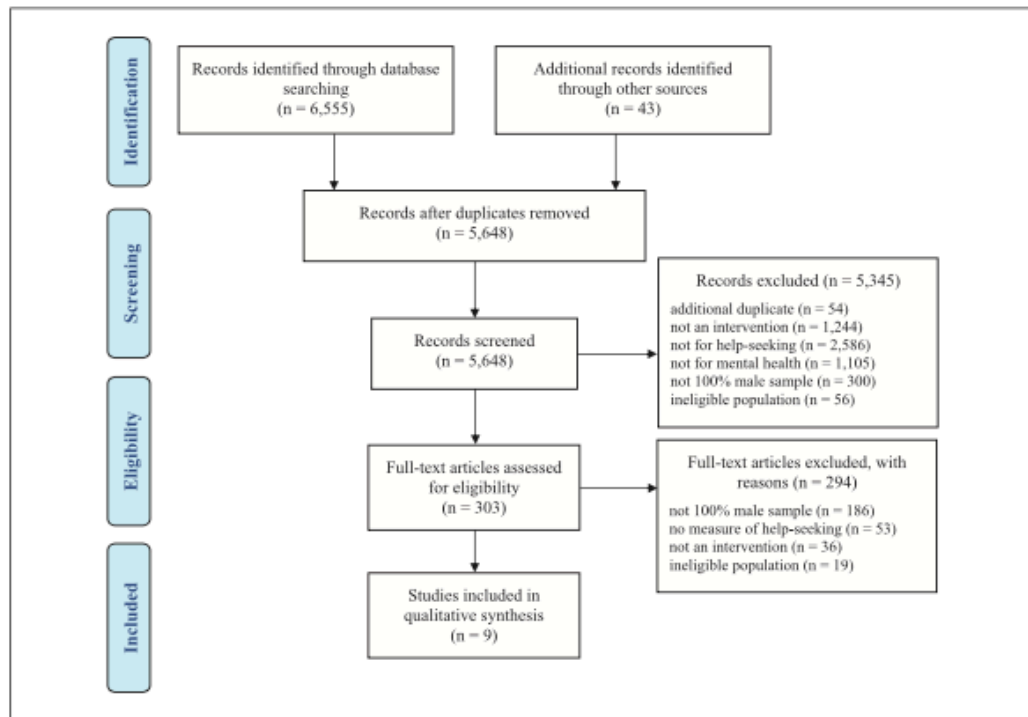 Identification
Records identified through database
searching
(n = 6,555)
Additional records identified
through other sources
(n = 43)
Records after duplicates removed
(n = 5,648)
Screening
Records screened
(n = 5,648)
Records excluded (n = 5,345)
additional duplicate (n = 54)
not an intervention (n = 1,244)
not for help-seeking (n = 2,586)
not for mental health (n = 1,105)
not 100% male sample (n = 300)
ineligible population (n = 56)
Eligibility
Full-text articles assessed
for eligibility
(n = 303)
Full-text articles excluded, with
reasons (n = 294)
not 100% male sample (n = 186)
no measure of help-seeking (n = 53)
not an intervention (n = 36)
ineligible population (n = 19)
Included
Studies included in
qualitative synthesis
(n = 9)